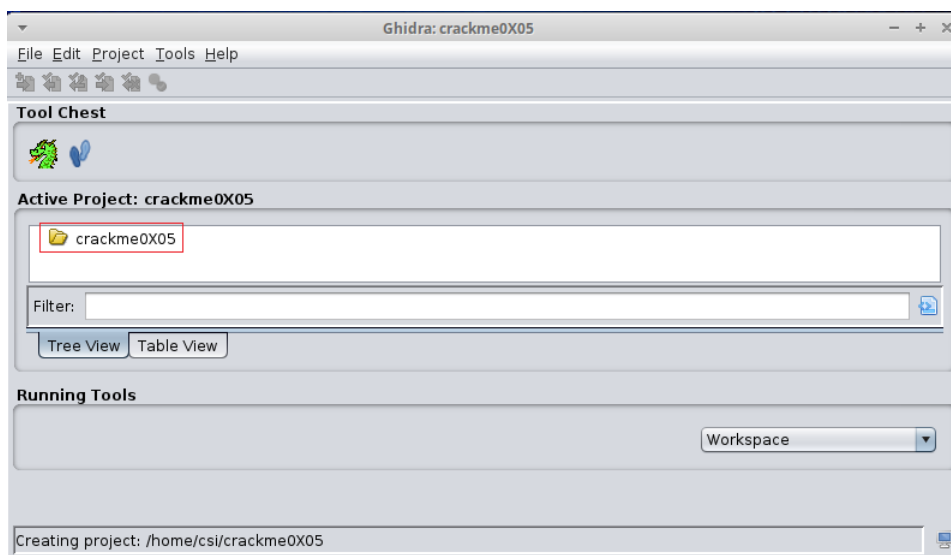 Ghidra: crackme0X05
File Edit Project Tools Help
Tool Chest
Active Project: crackme0X05
crackme0X05
Filter:
Tree View Table View
Running Tools
Workspace
Creating project: /home/csi/crackme0X05